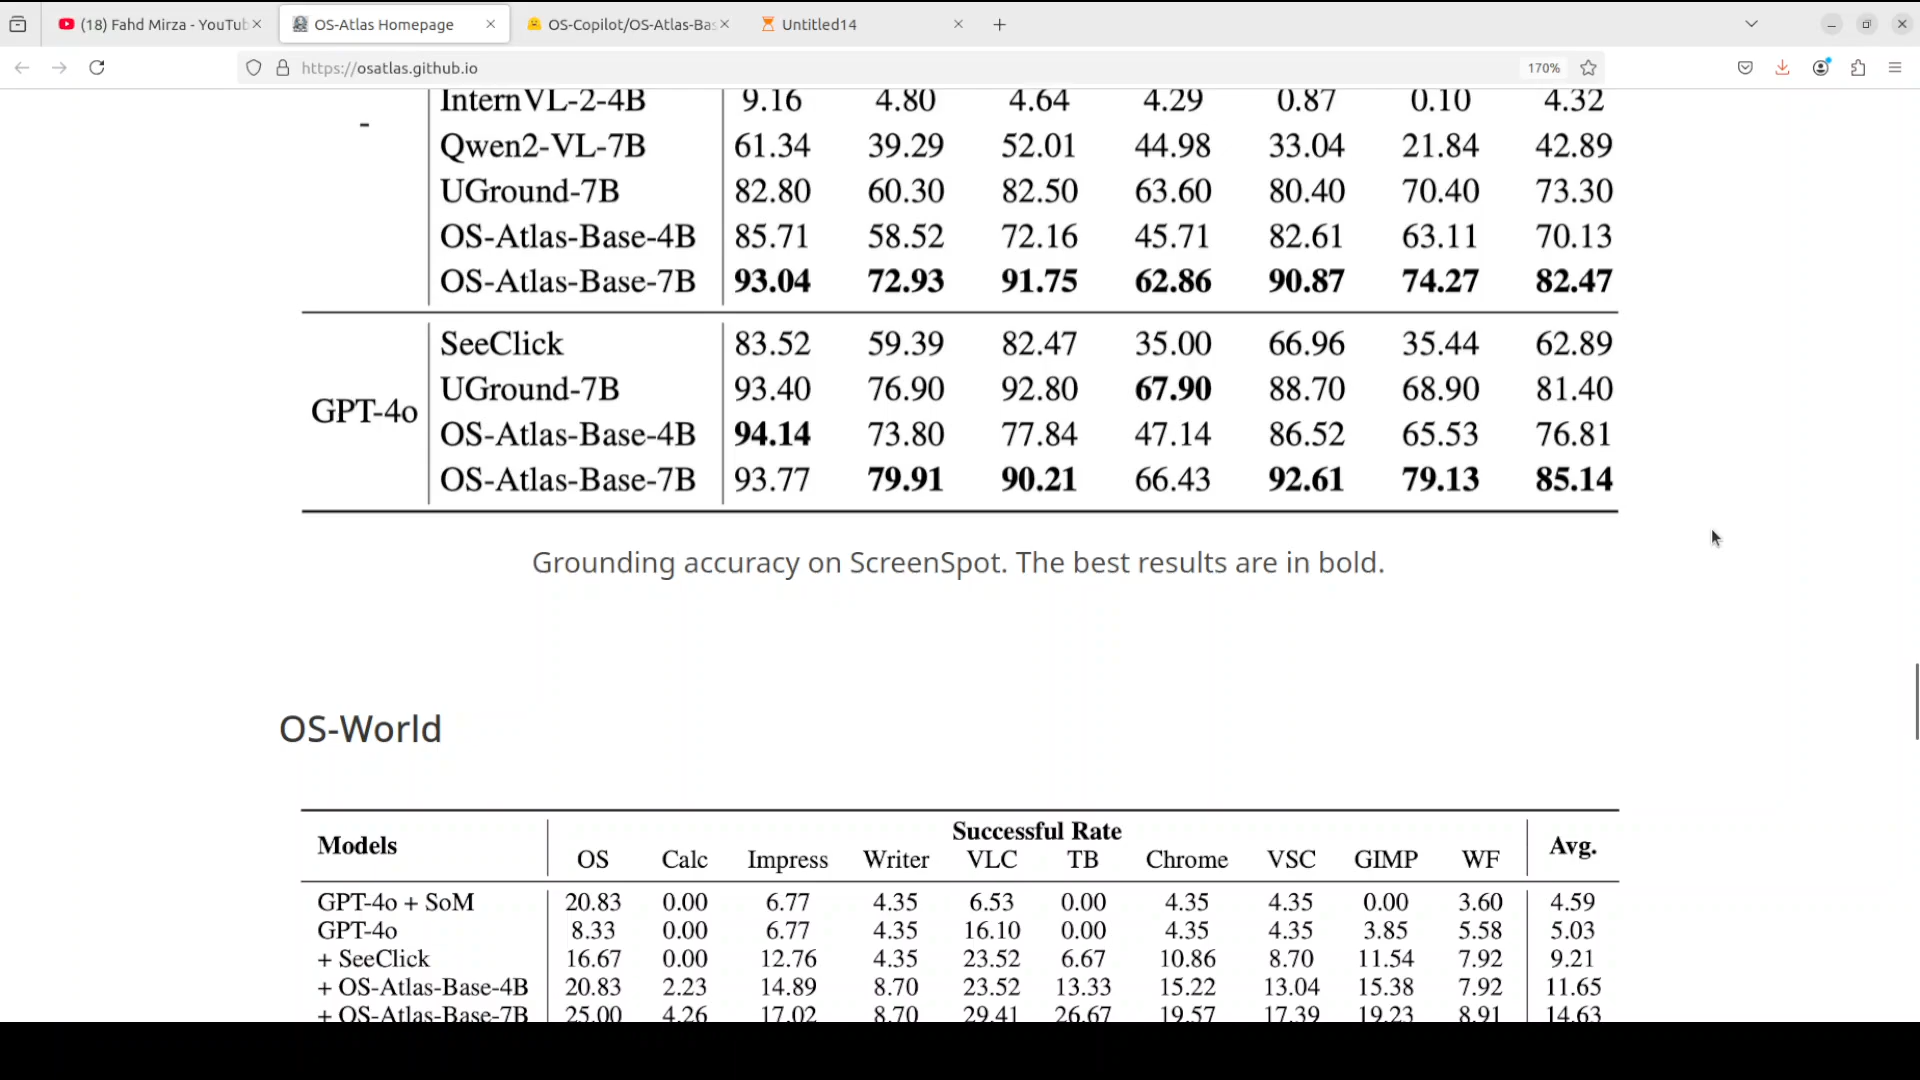 (18) Fahd Mirza - YouTub
OS-Atlas Homepage
OS-Copilot/OS-Atlas-Bas
Untitled14
https://osatlas.github.io
170%
- InternVL-2-4B 9.16 4.80 4.64 4.29 0.87 0.10 4.32
Qwen2-VL-7B 61.34 39.29 52.01 44.98 33.04 21.84 42.89
UGround-7B 82.80 60.30 82.50 63.60 80.40 70.40 73.30
OS-Atlas-Base-4B 85.71 58.52 72.16 45.71 82.61 63.11 70.13
OS-Atlas-Base-7B 93.04 72.93 91.75 62.86 90.87 74.27 82.47
GPT-4o
SeeClick 83.52 59.39 82.47 35.00 66.96 35.44 62.89
UGround-7B 93.40 76.90 92.80 67.90 88.70 68.90 81.40
OS-Atlas-Base-4B 94.14 73.80 77.84 47.14 86.52 65.53 76.81
OS-Atlas-Base-7B 93.77 79.91 90.21 66.43 92.61 79.13 85.14
Grounding accuracy on ScreenSpot. The best results are in bold.
OS-World
Models Successful Rate Avg.
OS Calc Impress Writer VLC TB Chrome VSC GIMP WF
GPT-4o + SoM 20.83 0.00 6.77 4.35 6.53 0.00 4.35 4.35 0.00 3.60 4.59
GPT-4o 8.33 0.00 6.77 4.35 16.10 0.00 4.35 4.35 3.85 5.58 5.03
+ SeeClick 16.67 0.00 12.76 4.35 23.52 6.67 10.86 8.70 11.54 7.92 9.21
+ OS-Atlas-Base-4B 20.83 2.23 14.89 8.70 23.52 13.33 15.22 13.04 15.38 7.92 11.65
+ OS-Atlas-Base-7B 25.00 4.26 17.02 8.70 29.41 26.67 19.57 17.39 19.23 8.91 14.63